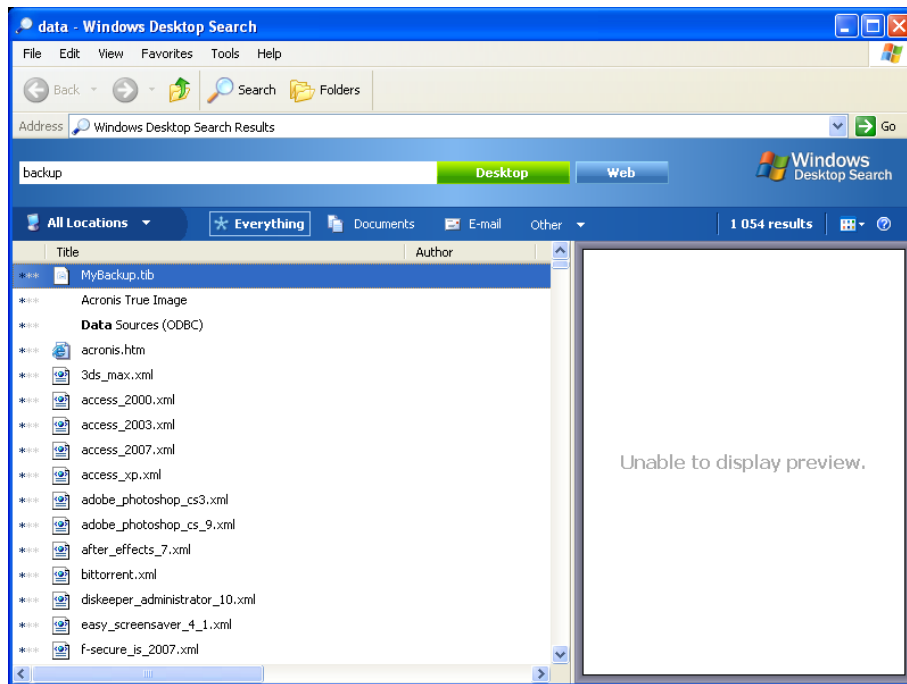 data - Windows Desktop Search
File Edit View Favorites Tools Help
Back Search Folders
Address Windows Desktop Search Results Go
backup Desktop Web Windows Desktop Search
All Locations Everything Documents E-mail Other 1 054 results
Title Author
MyBackup.tib
Acronis True Image
Data Sources (ODBC)
acronis.htm
3ds_max.xml
access_2000.xml
access_2003.xml
access_2007.xml
access_xp.xml
adobe_photoshop_cs3.xml
adobe_photoshop_cs_9.xml
after_effects_7.xml
bittorrent.xml
diskeeper_administrator_10.xml
easy_screensaver_4_1.xml
f-secure_is_2007.xml
Unable to display preview.